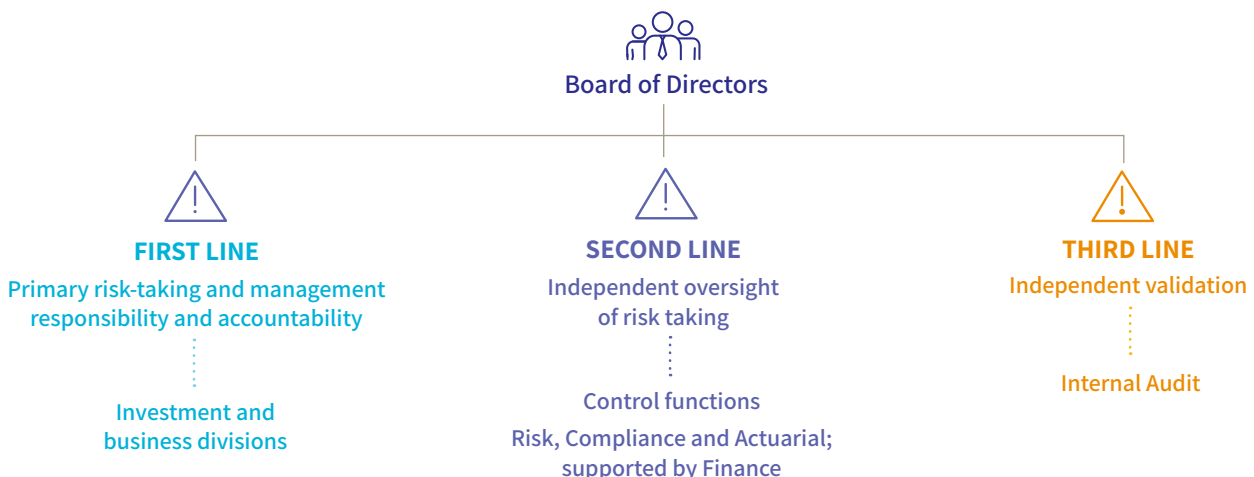 Board of Directors
FIRST LINE
Primary risk-taking and management
responsibility and accountability
Investment and
business divisions
SECOND LINE
Independent oversight
of risk taking
Control functions
Risk, Compliance and Actuarial;
supported by Finance
THIRD LINE
Independent validation
Internal Audit